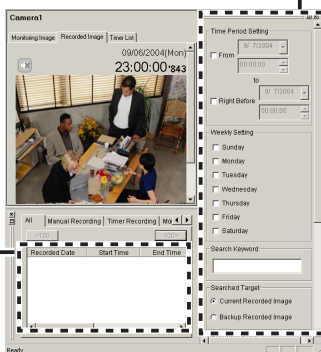 Camera1
Monitoring Image
Recorded Image
Timer List
09/06/2004(Mon)
23:00:00'843
All
Manual Recording
Timer Recording
<100
100>
Recorded Date
Start Time
End Time
Ready
Time Period Setting
From
9/ 7/2004
00:00:00
to
Right Before
9/ 7/2004
00:00:00
Weekly Setting
Sunday
Monday
Tuesday
Wednesday
Thursday
Friday
Saturday
Search Keyword
Searched Target
Current Recorded Image
Backup Recorded Image